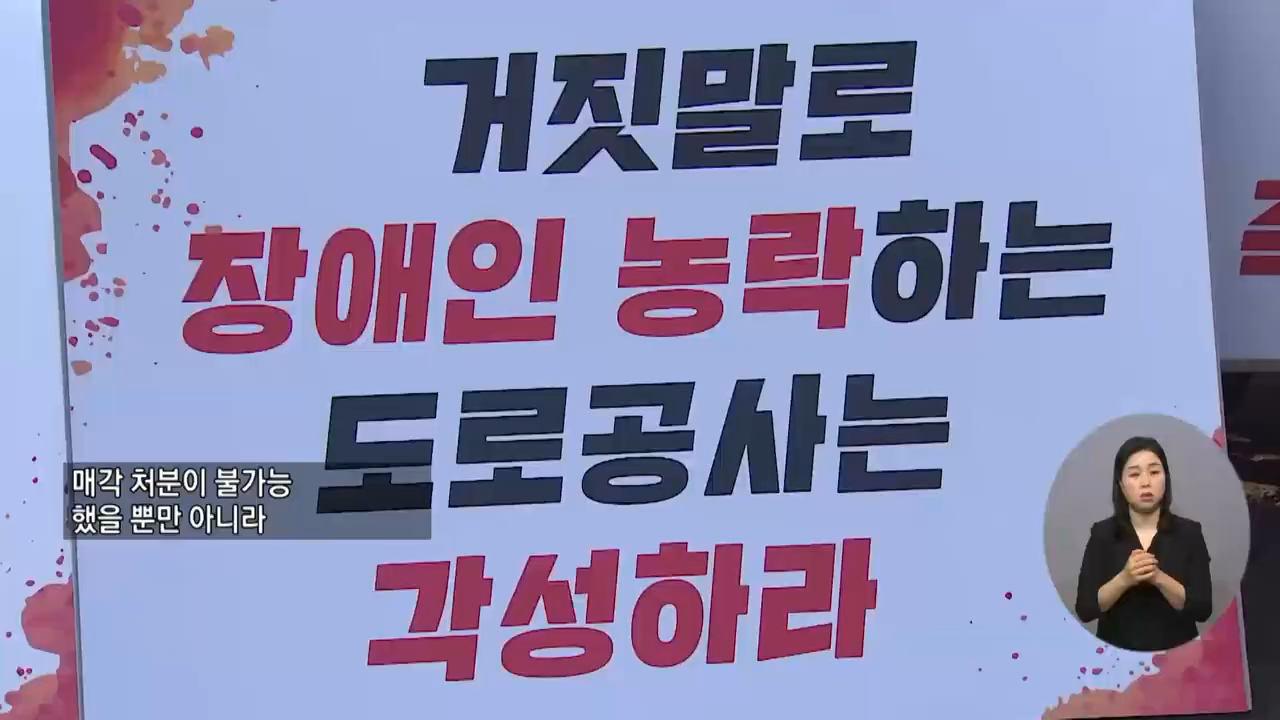 거짓말로
장애인 농락하는
도로공사는
각성하라
매각 처분이 불가능
했을 뿐만 아니라